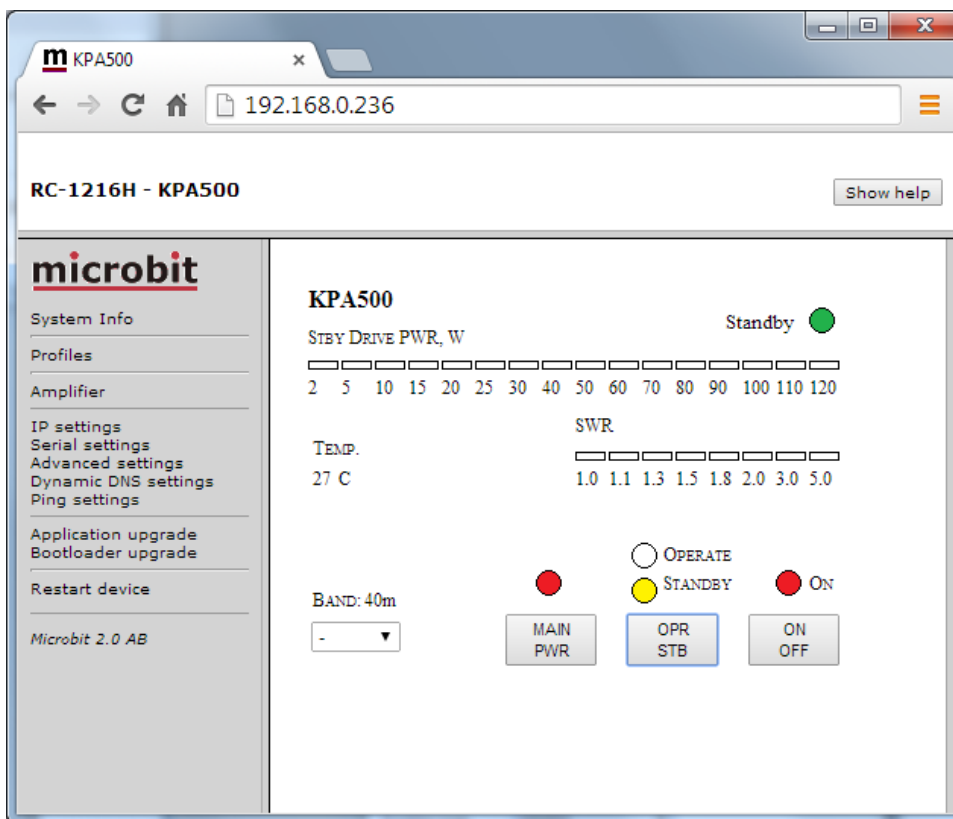 m KPA500
192.168.0.236
RC-1216H - KPA500
Show help
microbit
System Info
Profiles
Amplifier
IP settings
Serial settings
Advanced settings
Dynamic DNS settings
Ping settings
Application upgrade
Bootloader upgrade
Restart device
Microbit 2.0 AB
KPA500
Standby
STBY DRIVE PWR, W
2 5 10 15 20 25 30 40 50 60 70 80 90 100 110 120
SWR
1.0 1.1 1.3 1.5 1.8 2.0 3.0 5.0
TEMP.
27 C
OPERATE
STANDBY
ON
BAND: 40m
-
MAIN
PWR
OPR
STB
ON
OFF